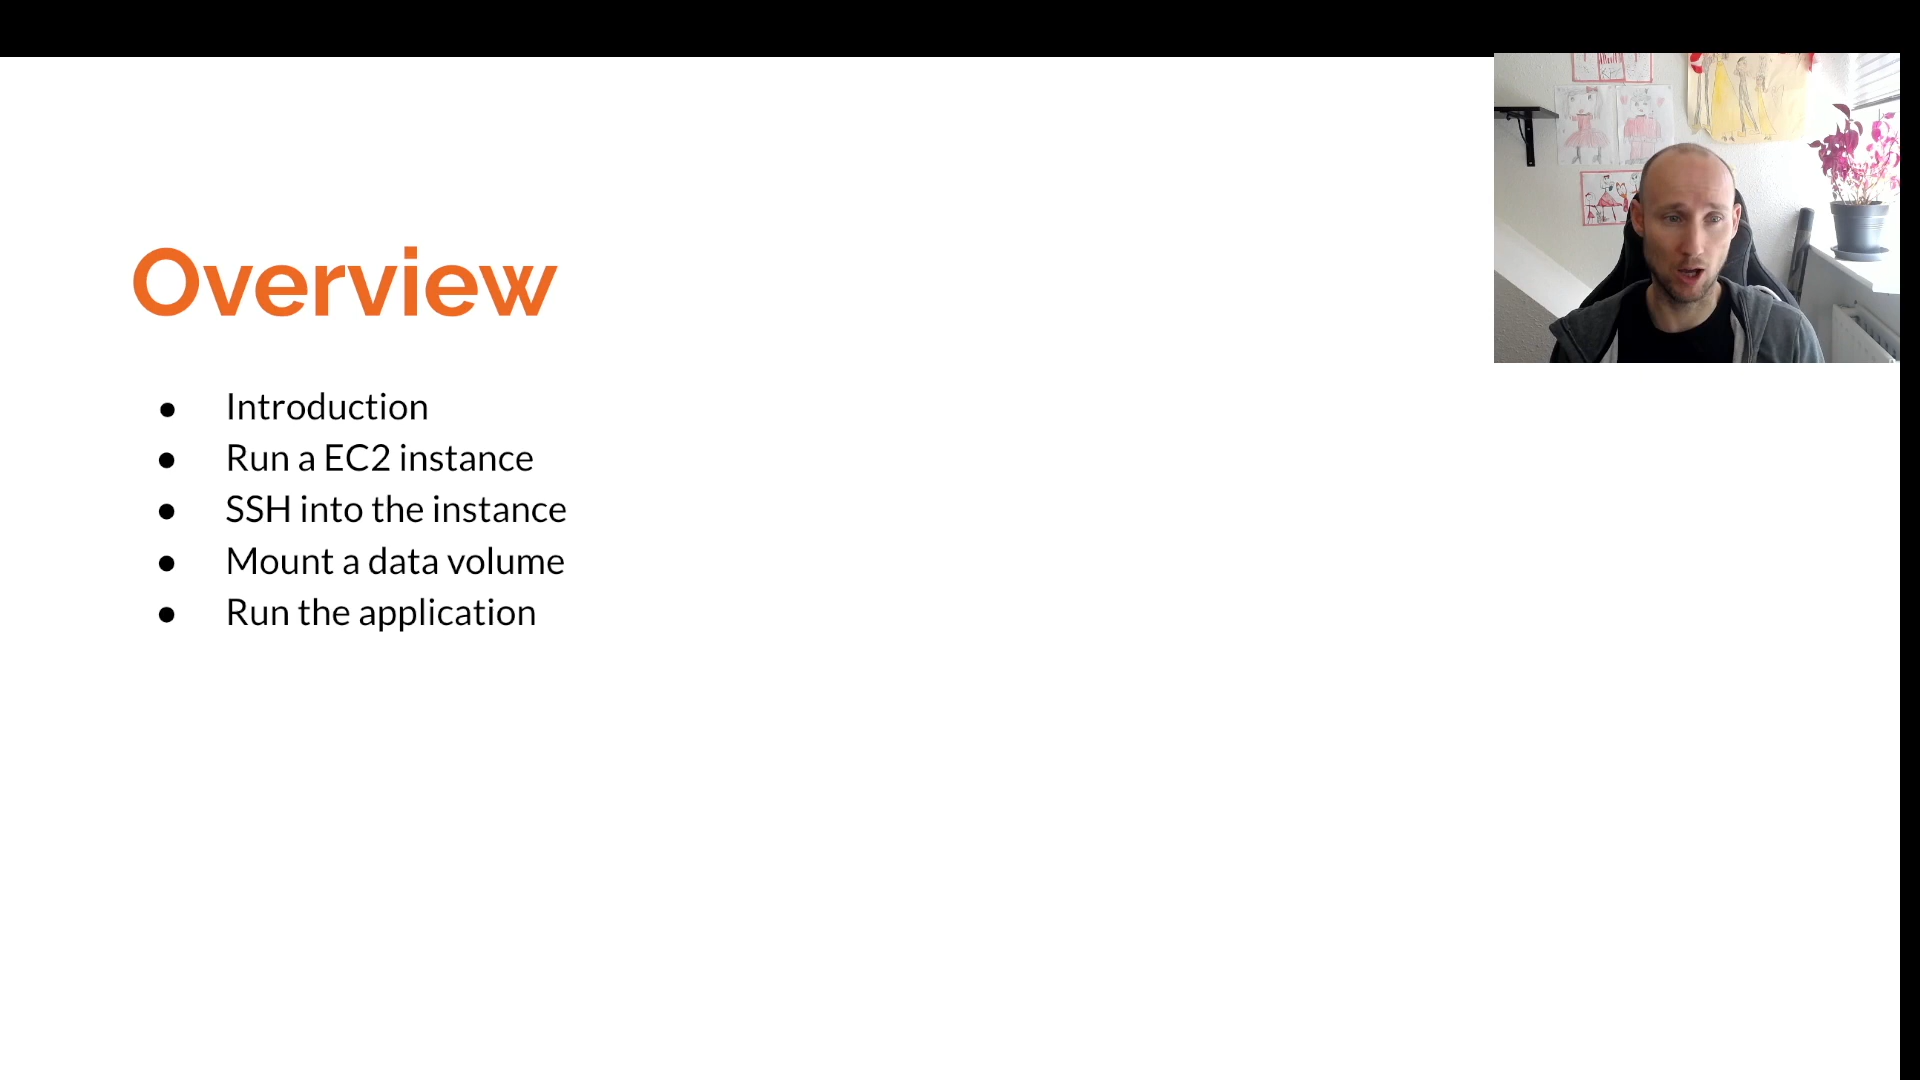 Overview
● Introduction
● Run a EC2 instance
● SSH into the instance
● Mount a data volume
● Run the application